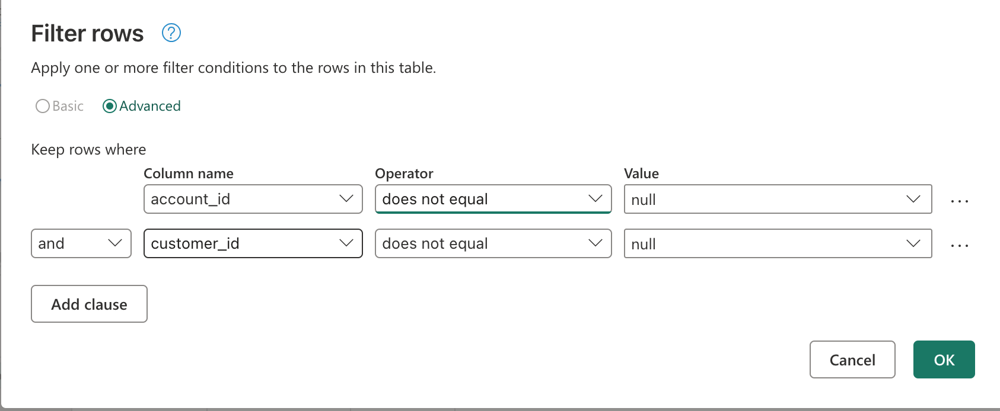 Filter rows ?
Apply one or more filter conditions to the rows in this table.
Basic Advanced
Keep rows where
Column name Operator Value
account_id does not equal null ...
and customer_id does not equal null ...
Add clause
Cancel OK